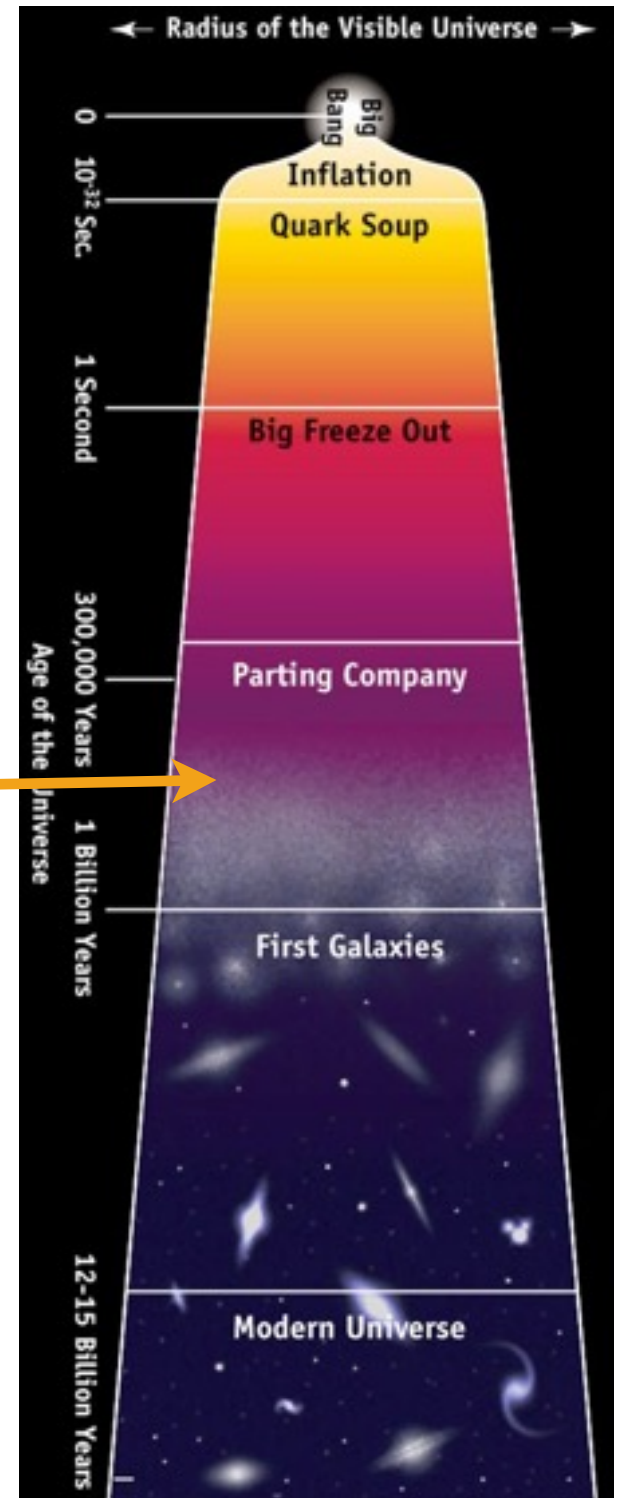 Radius of the Visible Universe
Big
Bang
0
Inflation
10⁻³² Sec.
Quark Soup
1 Second
Big Freeze Out
300,000 Years
Parting Company
Age of the Universe
1 Billion Years
First Galaxies
12-15 Billion Years
Modern Universe